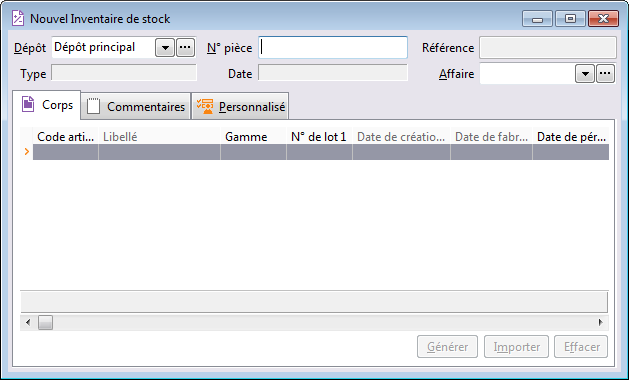 Nouvel Inventaire de stock
Dépôt Dépôt principal N° pièce Référence
Type Date Affaire
Corps Commentaires Personnalisé
Code arti... Libellé Gamme N° de lot 1 Date de créatio... Date de fabr... Date de pér...
Générer Importer Effacer